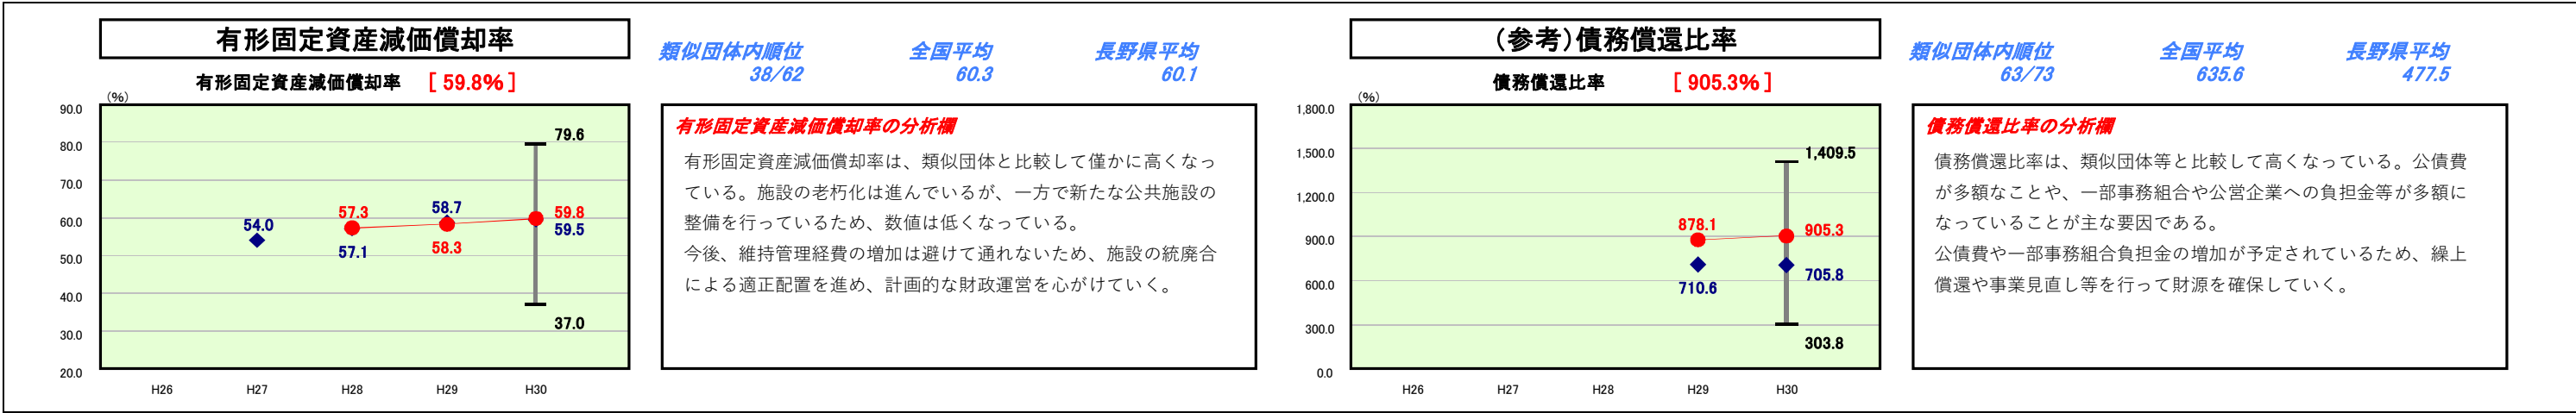 有形固定資産減価償却率
有形固定資産減価償却率 [ 59.8% ]
類似団体内順位 全国平均 長野県平均
38/62 60.3 60.1
(%)
90.0
80.0
70.0
60.0
50.0
40.0
30.0
20.0
79.6
54.0
57.3
57.1
58.7
58.3
59.8
59.5
37.0
H26 H27 H28 H29 H30
有形固定資産減価償却率の分析欄
有形固定資産減価償却率は、類似団体と比較して僅かに高くなっ
ている。施設の老朽化は進んでいるが、一方で新たな公共施設の
整備を行っているため、数値は低くなっている。
今後、維持管理経費の増加は避けて通れないため、施設の統廃合
による適正配置を進め、計画的な財政運営を心がけていく。
(参考)債務償還比率
債務償還比率 [ 905.3% ]
類似団体内順位 全国平均 長野県平均
63/73 635.6 477.5
(%)
1,800.0
1,500.0
1,200.0
900.0
600.0
300.0
0.0
1,409.5
878.1
710.6
905.3
705.8
303.8
H26 H27 H28 H29 H30
債務償還比率の分析欄
債務償還比率は、類似団体等と比較して高くなっている。公債費
が多額なことや、一部事務組合や公営企業への負担金等が多額に
なっていることが主な要因である。
公債費や一部事務組合負担金の増加が予定されているため、繰上
償還や事業見直し等を行って財源を確保していく。